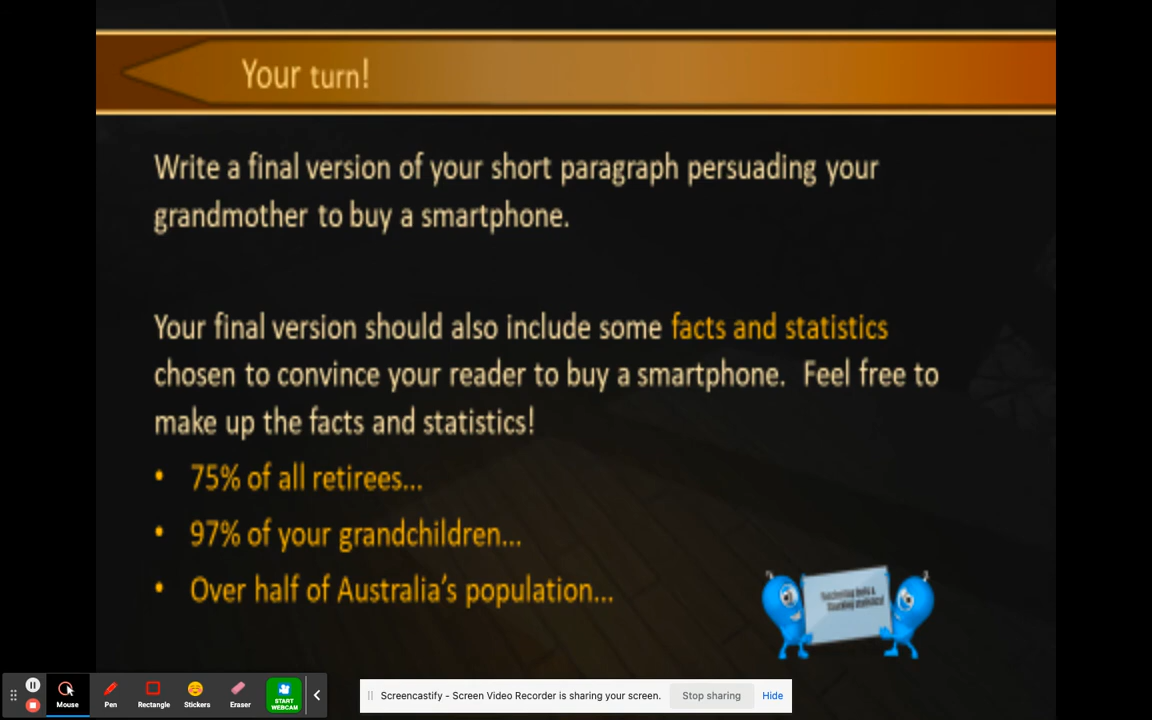 Your turn!
Write a final version of your short paragraph persuading your
grandmother to buy a smartphone.
Your final version should also include some facts and statistics
chosen to convince your reader to buy a smartphone. Feel free to
make up the facts and statistics!
• 75% of all retirees...
• 97% of your grandchildren...
• Over half of Australia's population...
Mouse
Pen
Rectangle
Stickers
Eraser
START
WEBCAM
Screencastify - Screen Video Recorder is sharing your screen.
Stop sharing
Hide